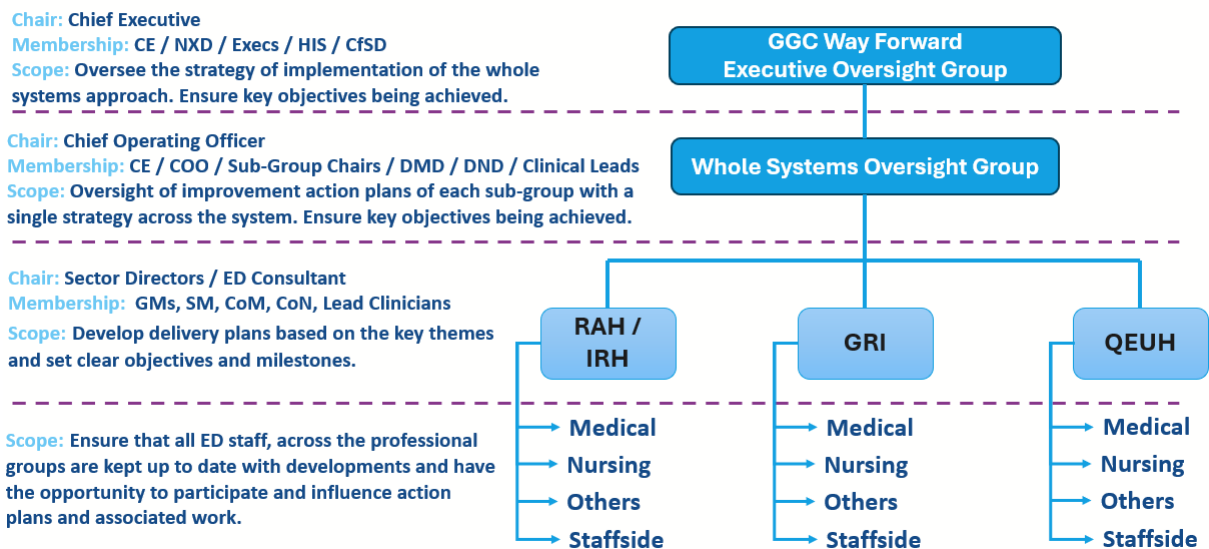 Chair: Chief Executive
Membership: CE / NXD / Execs / HIS / CfSD
Scope: Oversee the strategy of implementation of the whole
systems approach. Ensure key objectives being achieved.
GGC Way Forward
Executive Oversight Group
Chair: Chief Operating Officer
Membership: CE / COO / Sub-Group Chairs / DMD / DND / Clinical Leads
Scope: Oversight of improvement action plans of each sub-group with a
single strategy across the system. Ensure key objectives being achieved.
Whole Systems Oversight Group
Chair: Sector Directors / ED Consultant
Membership: GMs, SM, CoM, CoN, Lead Clinicians
Scope: Develop delivery plans based on the key themes
and set clear objectives and milestones.
RAH /
IRH
GRI
QEUH
Scope: Ensure that all ED staff, across the professional
groups are kept up to date with developments and have
the opportunity to participate and influence action
plans and associated work.
Medical
Nursing
Others
Staffside
Medical
Nursing
Others
Staffside
Medical
Nursing
Others
Staffside